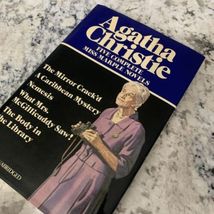 Agatha
Christie
FIVE COMPLETE
MISS MARPLE NOVELS
The Mirror Crack'd
A Caribbean Mystery
Nemesis
What Mrs.
McGillicuddy Saw!
The Body in
the Library